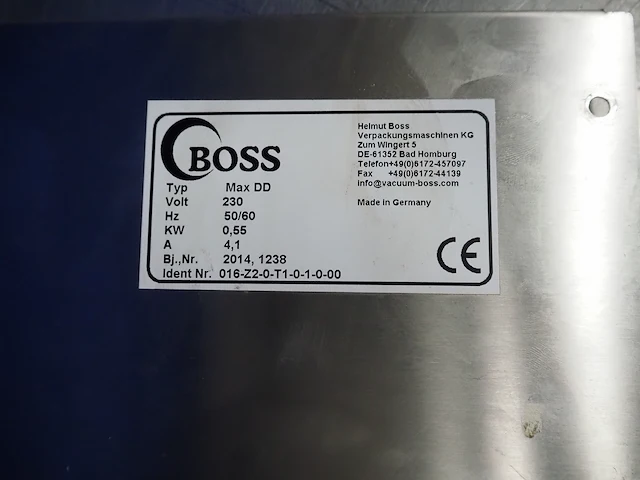 BOSS
Typ Max DD
Volt 230
Hz 50/60
KW 0,55
A 4,1
Bj.,Nr. 2014, 1238
Ident Nr. 016-Z2-0-T1-0-1-0-00
Helmut Boss
Verpackungsmaschinen KG
Zum Wingert 5
DE-61352 Bad Homburg
Telefon+49(0)6172-457097
Fax +49(0)6172-44139
info@vacuum-boss.com
Made in Germany
CE